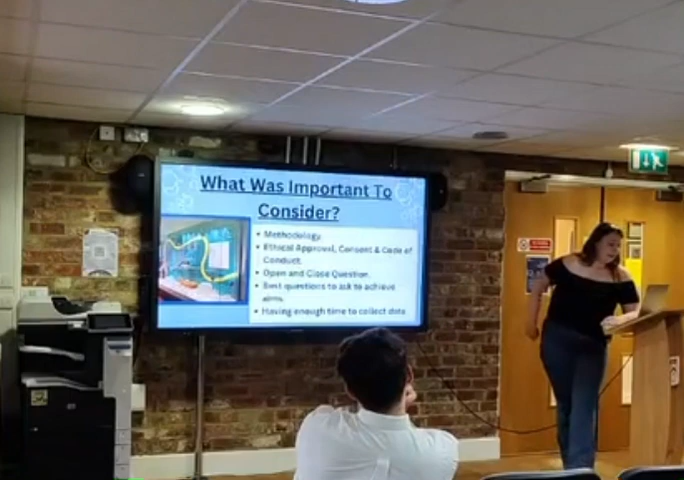 What Was Important To
Consider?
• Methodology.
• Ethical Approval, Consent & Code of
Conduct.
• Open and Close Question.
• Best questions to ask to achieve
aims.
• Having enough time to collect data